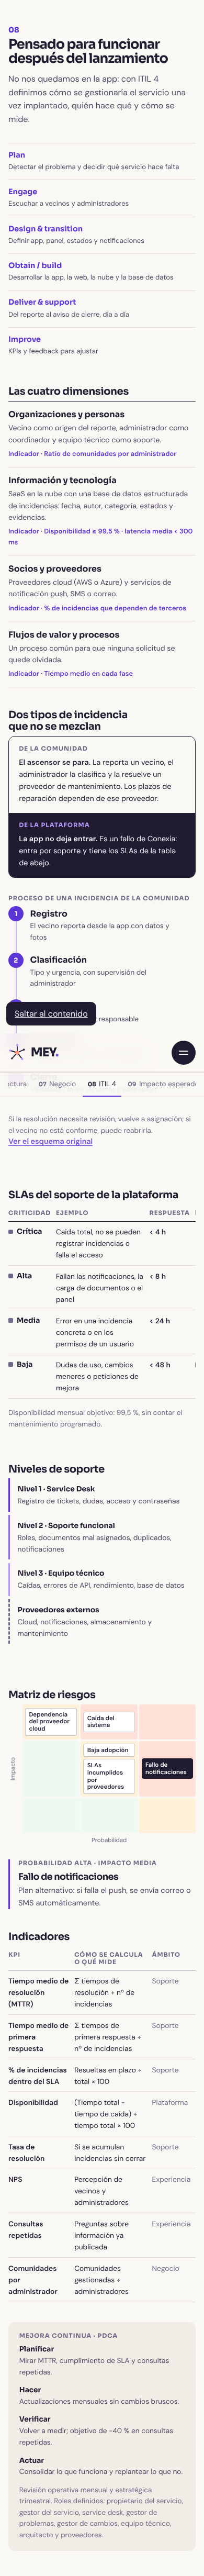 08
Pensado para funcionar
después del lanzamiento
No nos quedamos en la app: con ITIL 4
definimos cómo se gestionaría el servicio una
vez implantado, quién hace qué y cómo se
mide.
Plan
Detectar el problema y decidir qué servicio hace falta
Engage
Escuchar a vecinos y administradores
Design & transition
Definir app, panel, estados y notificaciones
Obtain / build
Desarrollar la app, la web, la nube y la base de datos
Deliver & support
Del reporte al aviso de cierre, día a día
Improve
KPIs y feedback para ajustar
Las cuatro dimensiones
Organizaciones y personas
Vecino como origen del reporte, administrador como
coordinador y equipo técnico como soporte.
Indicador · Ratio de comunidades por administrador
Información y tecnología
SaaS en la nube con una base de datos estructurada
de incidencias: fecha, autor, categoría, estados y
evidencias.
Indicador · Disponibilidad ≥ 99,5 % · latencia media < 300
ms
Socios y proveedores
Proveedores cloud (AWS o Azure) y servicios de
notificación push, SMS o correo.
Indicador · % de incidencias que dependen de terceros
Flujos de valor y procesos
Un proceso común para que ninguna solicitud se
quede olvidada.
Indicador · Tiempo medio en cada fase
Dos tipos de incidencia
que no se mezclan
DE LA COMUNIDAD
El ascensor se para. La reporta un vecino, el
administrador la clasifica y la resuelve un
proveedor de mantenimiento. Los plazos de
reparación dependen de ese proveedor.
DE LA PLATAFORMA
La app no deja entrar. Es un fallo de Conexia:
entra por soporte y tiene los SLAs de la tabla
de abajo.
PROCESO DE UNA INCIDENCIA DE LA COMUNIDAD
1 Registro
El vecino reporta desde la app con datos y
fotos
2 Clasificación
Tipo y urgencia, con supervisión del
administrador
Saltar al contenido
responsable
MEY.
ectura 07 Negocio 08 ITIL 4 09 Impacto esperado
Si la resolución necesita revisión, vuelve a asignación; si
el vecino no está conforme, puede reabrirla.
Ver el esquema original
SLAs del soporte de la plataforma
CRITICIDAD EJEMPLO RESPUESTA
Crítica Caída total, no se pueden < 4 h
registrar incidencias o
falla el acceso
Alta Fallan las notificaciones, la < 8 h
carga de documentos o el
panel
Media Error en una incidencia < 24 h
concreta o en los
permisos de un usuario
Baja Dudas de uso, cambios < 48 h
menores o peticiones de
mejora
Disponibilidad mensual objetivo: 99,5 %, sin contar el
mantenimiento programado.
Niveles de soporte
Nivel 1 · Service Desk
Registro de tickets, dudas, acceso y contraseñas
Nivel 2 · Soporte funcional
Roles, documentos mal asignados, duplicados,
notificaciones
Nivel 3 · Equipo técnico
Caídas, errores de API, rendimiento, base de datos
Proveedores externos
Cloud, notificaciones, almacenamiento y
mantenimiento
Matriz de riesgos
Impacto
Dependencia
del proveedor
cloud
Caída del
sistema
Baja adopción
SLAs
incumplidos
por
proveedores
Fallo de
notificaciones
Probabilidad
PROBABILIDAD ALTA · IMPACTO MEDIA
Fallo de notificaciones
Plan alternativo: si falla el push, se envía correo o
SMS automáticamente.
Indicadores
KPI CÓMO SE CALCULA ÁMBITO
O QUÉ MIDE
Tiempo medio de Σ tiempos de Soporte
resolución resolución ÷ nº de
(MTTR) incidencias
Tiempo medio de Σ tiempos de Soporte
primera primera respuesta ÷
respuesta nº de incidencias
% de incidencias Resueltas en plazo ÷ Soporte
dentro del SLA total × 100
Disponibilidad (Tiempo total − Plataforma
tiempo de caída) ÷
tiempo total × 100
Tasa de Si se acumulan Soporte
resolución incidencias sin cerrar
NPS Percepción de Experiencia
vecinos y
administradores
Consultas Preguntas sobre Experiencia
repetidas información ya
publicada
Comunidades Comunidades Negocio
por gestionadas ÷
administrador administradores
MEJORA CONTINUA · PDCA
Planificar
Mirar MTTR, cumplimiento de SLA y consultas
repetidas.
Hacer
Actualizaciones mensuales sin cambios bruscos.
Verificar
Volver a medir; objetivo de −40 % en consultas
repetidas.
Actuar
Consolidar lo que funciona y replantear lo que no.
Revisión operativa mensual y estratégica
trimestral. Roles definidos: propietario del servicio,
gestor del servicio, service desk, gestor de
problemas, gestor de cambios, equipo técnico,
arquitecto y proveedores.